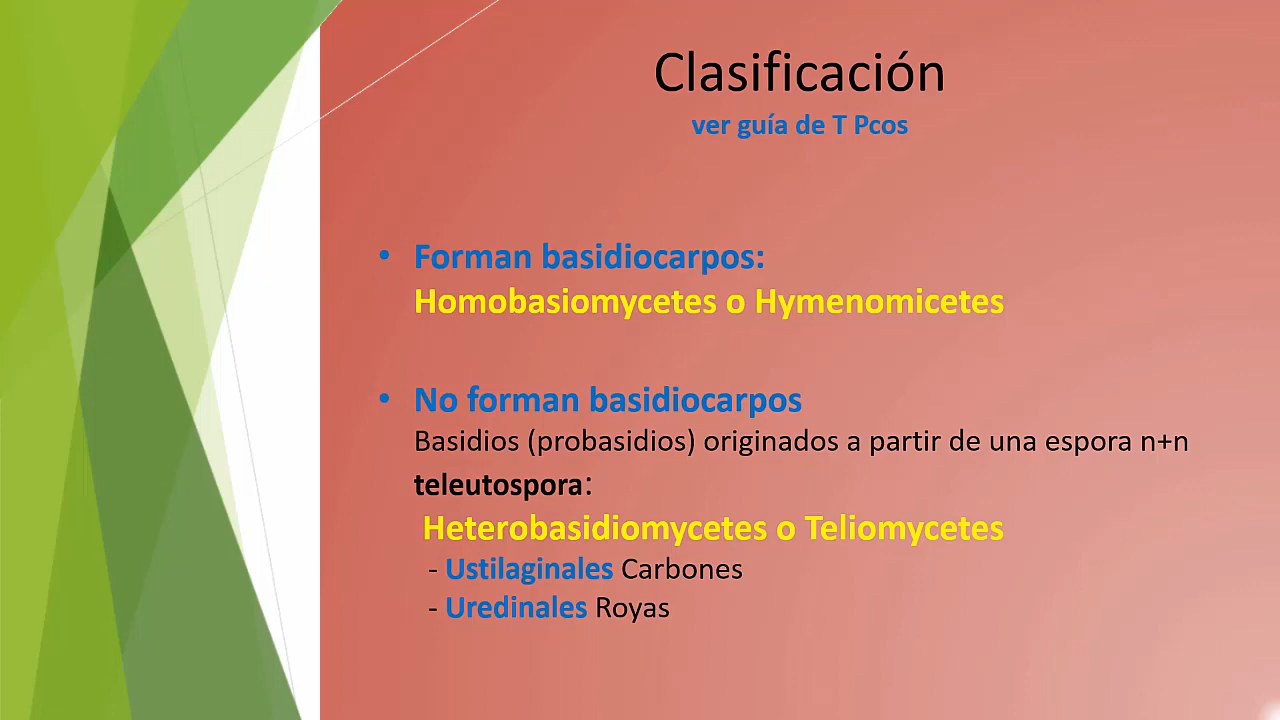 Clasificación
ver guía de T Pcos
• Forman basidiocarpos:
Homobasiomycetes o Hymenomicetes
• No forman basidiocarpos
Basidios (probasidios) originados a partir de una espora n+n
teleutospora:
Heterobasidiomycetes o Teliomycetes
- Ustilaginales Carbones
- Uredinales Royas